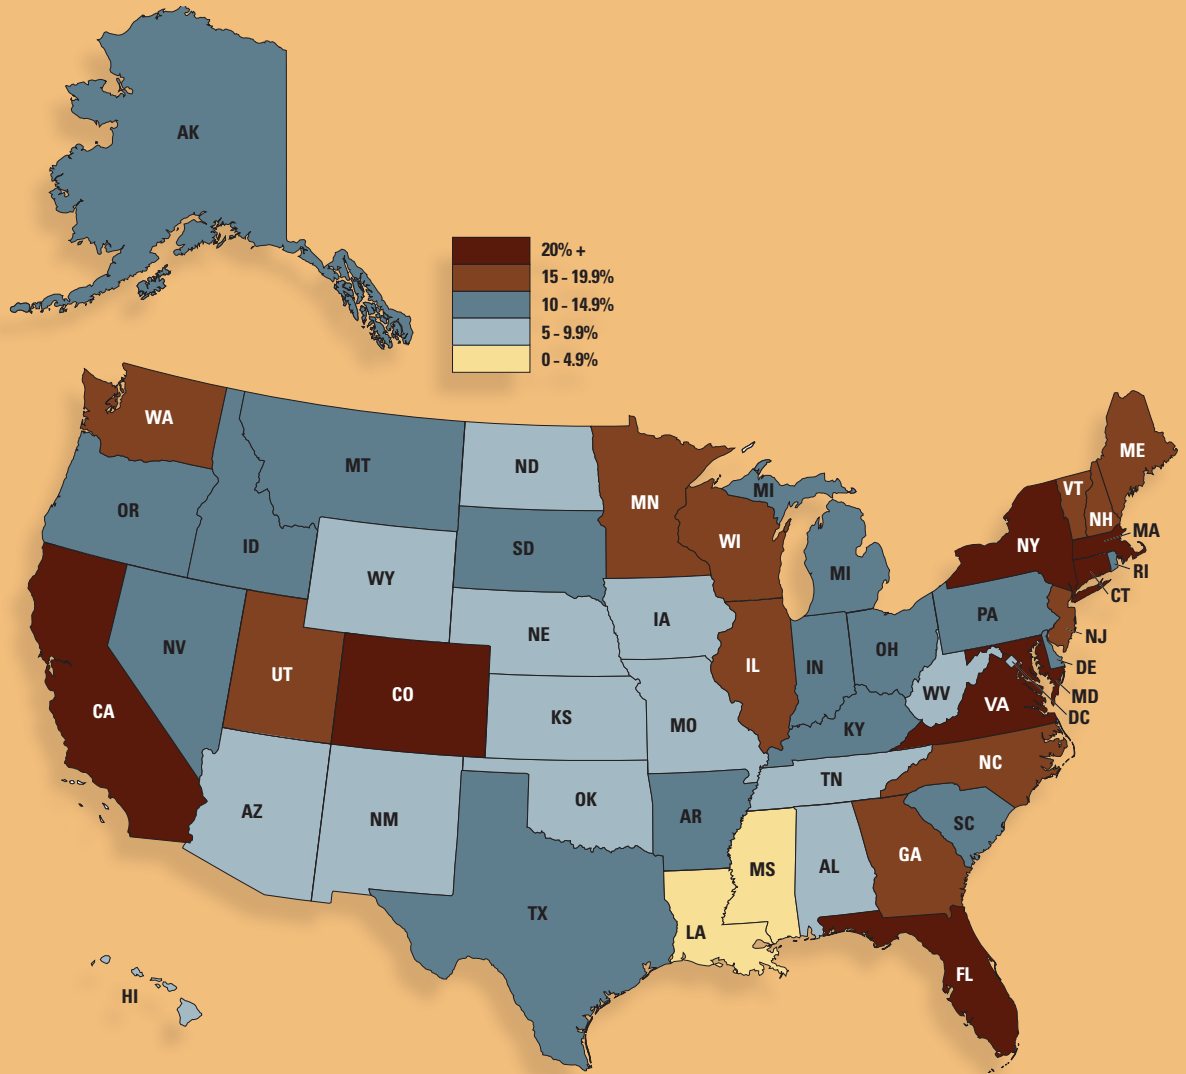 AK
20% +
15 - 19.9%
10 - 14.9%
5 - 9.9%
0 - 4.9%
WA
MT
ND
MN
MI
ME
VT
NH
OR
ID
SD
WI
NY
MA
WY
MI
RI
CT
NE
IA
PA
NV
UT
CO
IL
IN
OH
NJ
DE
CA
KS
MO
WV
VA
MD
DC
KY
AZ
NM
OK
TN
NC
AR
SC
MS
AL
GA
TX
LA
HI
FL